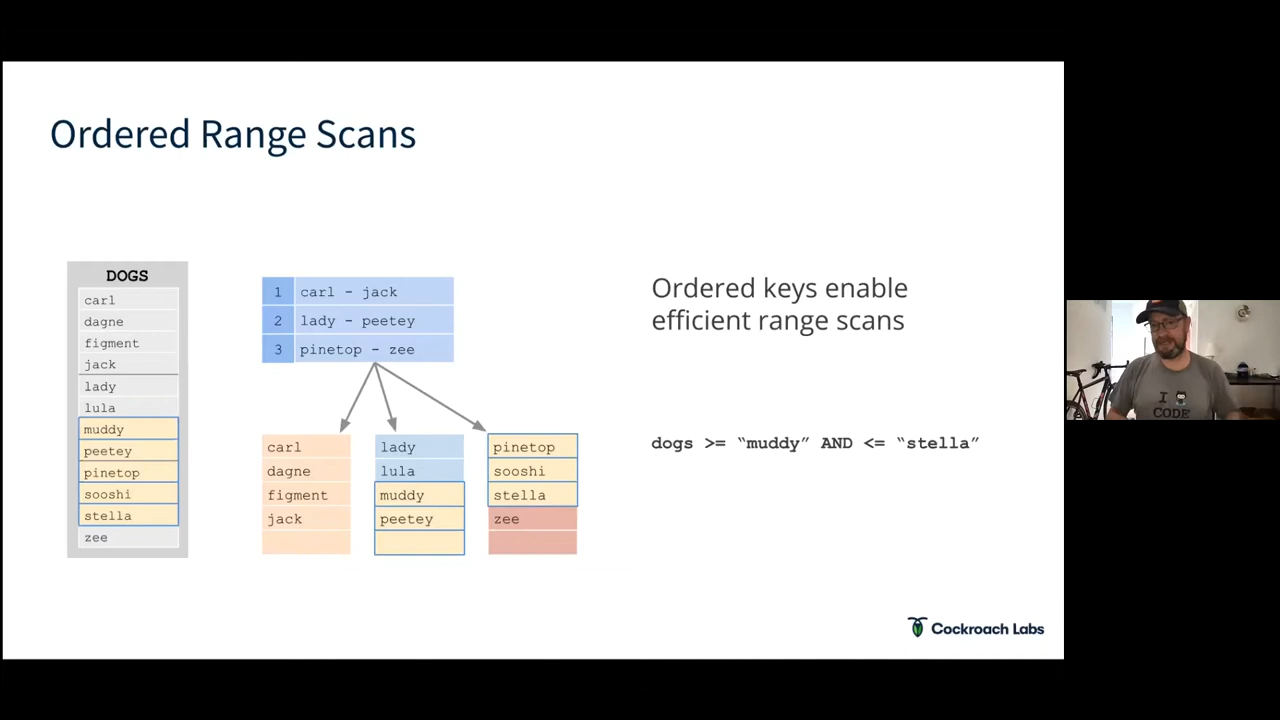 Ordered Range Scans
DOGS
carl
dagne
figment
jack
lady
lula
muddy
peetey
pinetop
sooshi
stella
zee
1 carl - jack
2 lady - peetey
3 pinetop - zee
carl
dagne
figment
jack
lady
lula
muddy
peetey
pinetop
sooshi
stella
zee
Ordered keys enable
efficient range scans
dogs >= “muddy” AND <= “stella”
Cockroach Labs
I
CODE